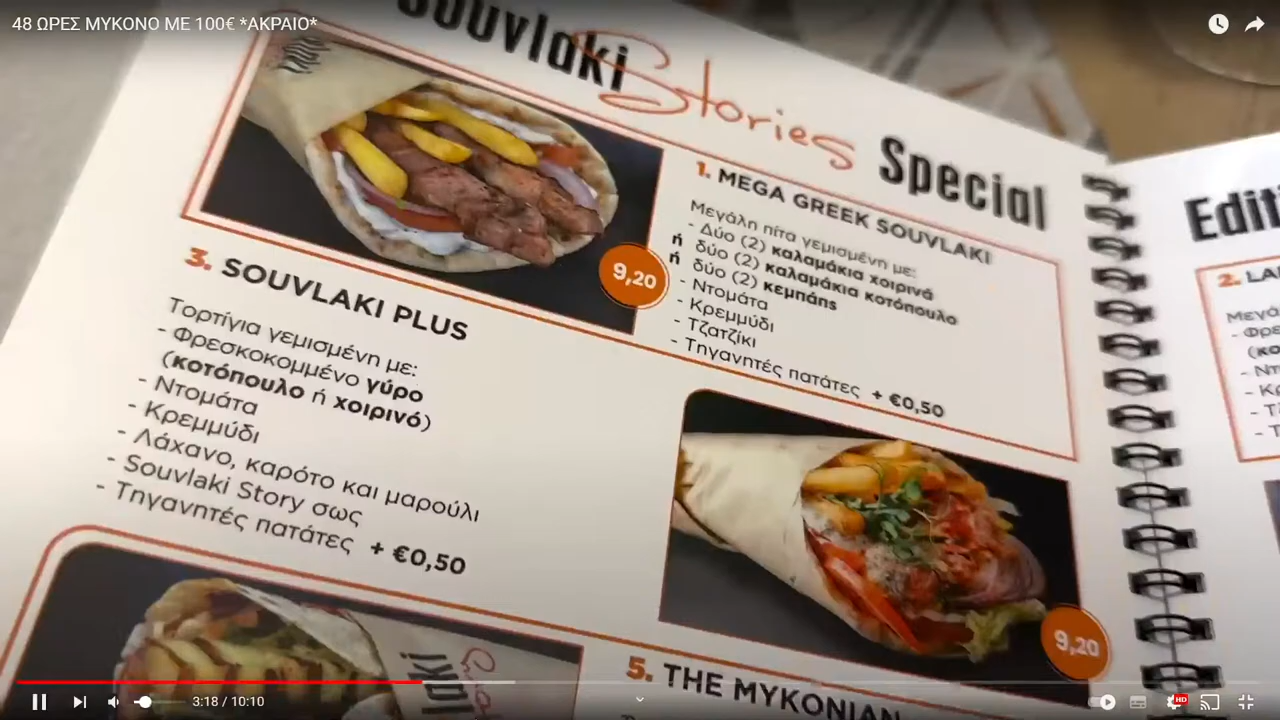 48 ΩΡΕΣ ΜΥΚΟΝΟ ΜΕ 100€ *ΑΚΡΑΙΟ*
Souvlaki Stories Special
1. MEGA GREEK SOUVLAKI
Μεγάλη πίτα γεμισμένη με:
- Δύο (2) καλαμάκια χοιρινά
ή δύο (2) καλαμάκια κοτόπουλο
ή δύο (2) κεμπάπς
- Ντομάτα
- Κρεμμύδι
- Τζατζίκι
- Τηγανητές πατάτες + €0,50
9,20
3. SOUVLAKI PLUS
Τορτίγια γεμισμένη με:
- Φρεσκοκομμένο γύρο
(κοτόπουλο ή χοιρινό)
- Ντομάτα
- Κρεμμύδι
- Λάχανο, καρότο και μαρούλι
- Souvlaki Story σως
- Τηγανητές πατάτες + €0,50
9,20
5. THE MYKONIAN
2.
3:18 / 10:10
HD